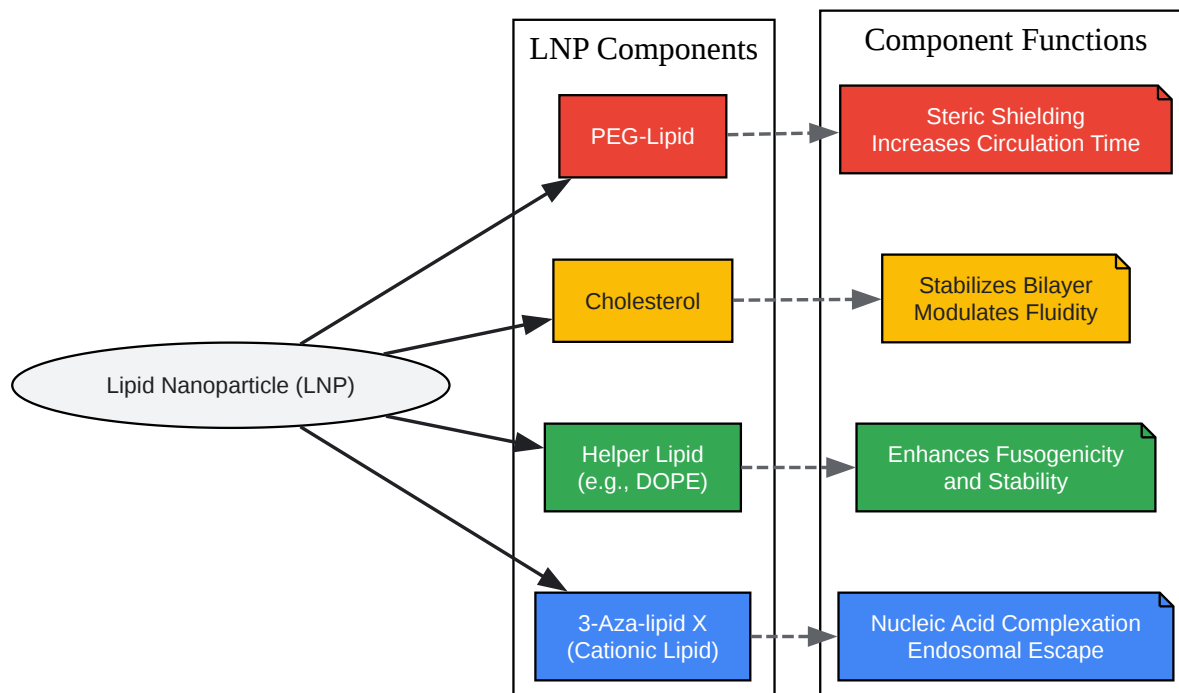 LNP Components
Component Functions
PEG-Lipid
Steric Shielding
Increases Circulation Time
Cholesterol
Stabilizes Bilayer
Modulates Fluidity
Lipid Nanoparticle (LNP)
Helper Lipid
(e.g., DOPE)
Enhances Fusogenicity
and Stability
3-Aza-lipid X
(Cationic Lipid)
Nucleic Acid Complexation
Endosomal Escape